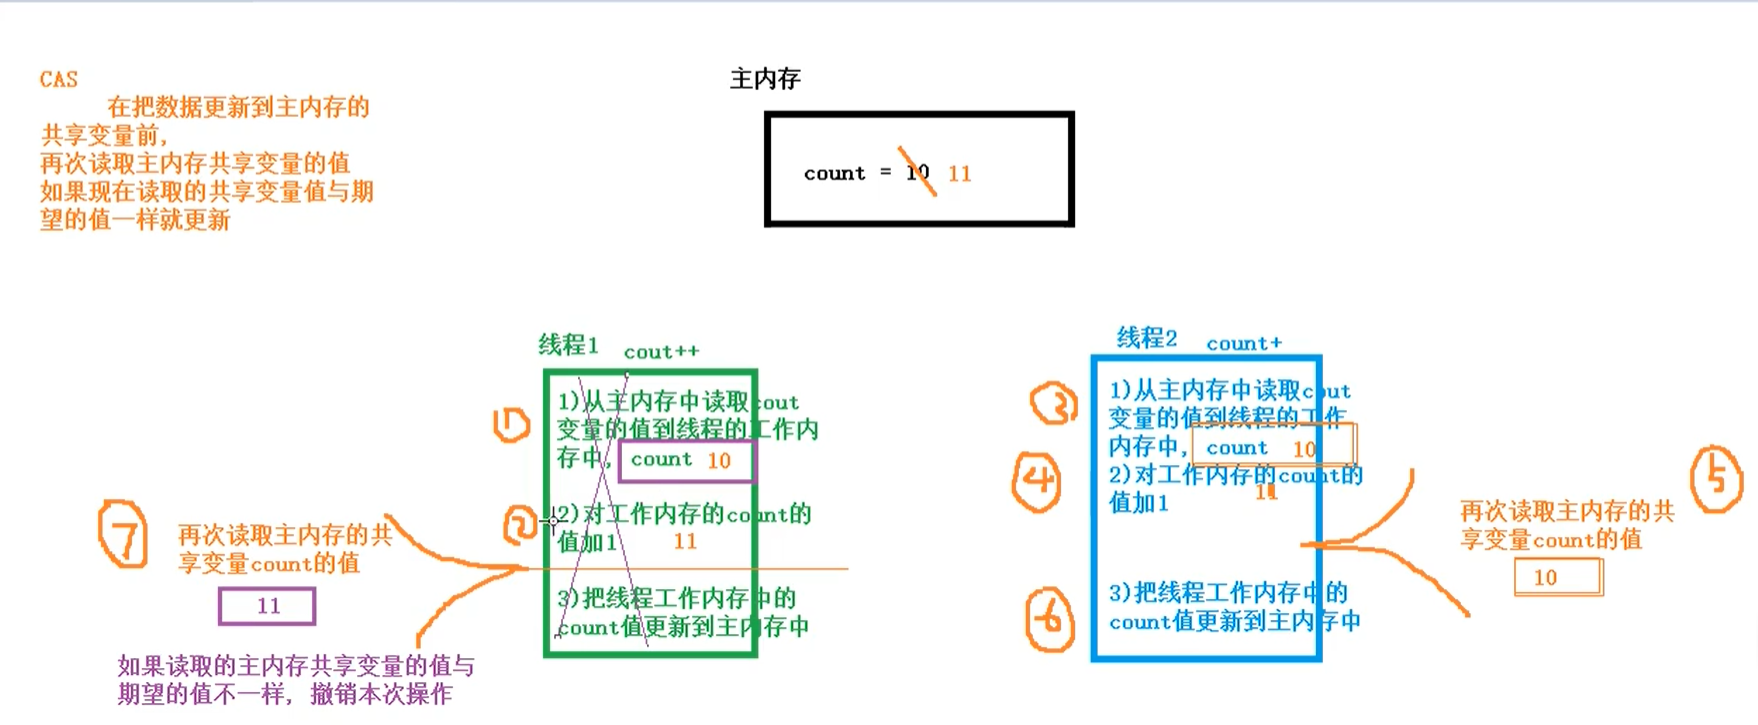 CAS
在把数据更新到主内存的
共享变量前,
再次读取主内存共享变量的值
如果现在读取的共享变量值与期
望的值一样就更新
主内存
count = 10 11
线程1 cout++
①
1)从主内存中读取cout
变量的值到线程的工作内
存中, count 10
②
2)对工作内存的count的
值加1 11
3)把线程工作内存中的
count值更新到主内存中
⑦
再次读取主内存的共
享变量count的值
11
如果读取的主内存共享变量的值与
期望的值不一样, 撤销本次操作
线程2 count+
③
1)从主内存中读取cout
变量的值到线程的工作
内存中, count 10
④
2)对工作内存的count的
值加1 11
⑤
再次读取主内存的共
享变量count的值
10
⑥
3)把线程工作内存中的
count值更新到主内存中